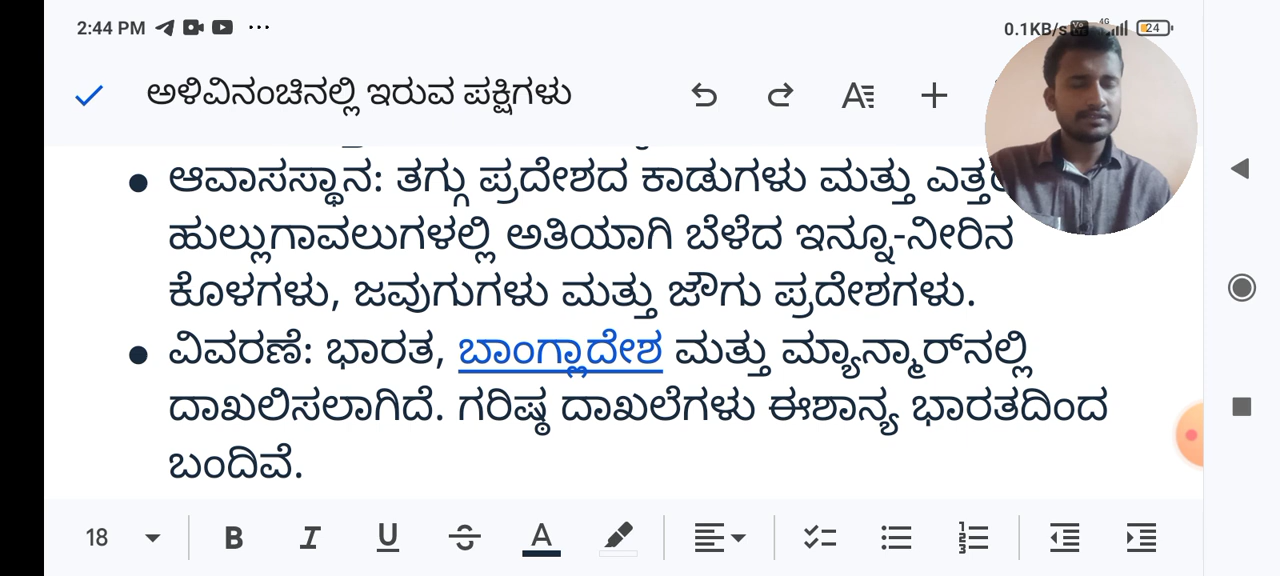 2:44 PM
0.1KB/s
4G
24
ಅಳಿವಿನಂಚಿನಲ್ಲಿ ಇರುವ ಪಕ್ಷಿಗಳು
ಆವಾಸಸ್ಥಾನ: ತಗ್ಗು ಪ್ರದೇಶದ ಕಾಡುಗಳು ಮತ್ತು
ಹುಲ್ಲುಗಾವಲುಗಳಲ್ಲಿ ಅತಿಯಾಗಿ ಬೆಳೆದ ಇನ್ನೂ-ನೀರಿನ
ಕೊಳಗಳು, ಜವುಗುಗಳು ಮತ್ತು ಜೌಗು ಪ್ರದೇಶಗಳು.
ವಿವರಣೆ: ಭಾರತ, ಬಾಂಗ್ಲಾದೇಶ ಮತ್ತು ಮ್ಯಾನ್ಮಾರ್‌ನಲ್ಲಿ
ದಾಖಲಿಸಲಾಗಿದೆ. ಗರಿಷ್ಠ ದಾಖಲೆಗಳು ಈಶಾನ್ಯ ಭಾರತದಿಂದ
ಬಂದಿವೆ.
18 B I U S A